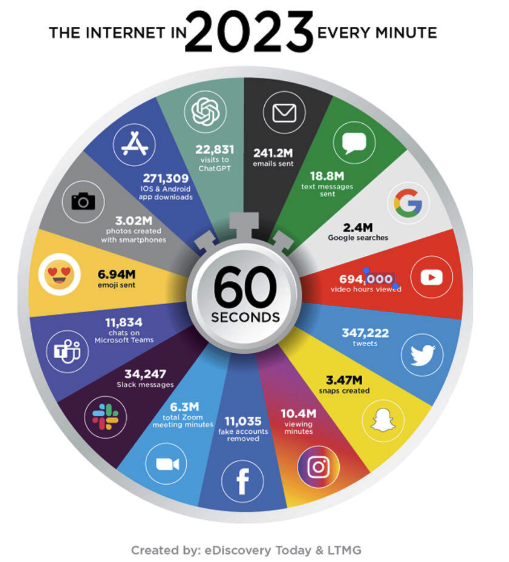 THE INTERNET IN 2023 EVERY MINUTE
241.2M
emails sent
18.8M
text messages
sent
2.4M
Google searches
694,000
video hours viewed
347,222
tweets
3.47M
snaps created
10.4M
viewing
minutes
11,035
fake accounts
removed
6.3M
total Zoom
meeting minutes
34,247
Slack messages
11,834
chats on
Microsoft Teams
6.94M
emoji sent
3.02M
photos created
with smartphones
271,309
IOS & Android
app downloads
22,831
visits to
ChatGPT
60
SECONDS
Created by: eDiscovery Today & LTMG